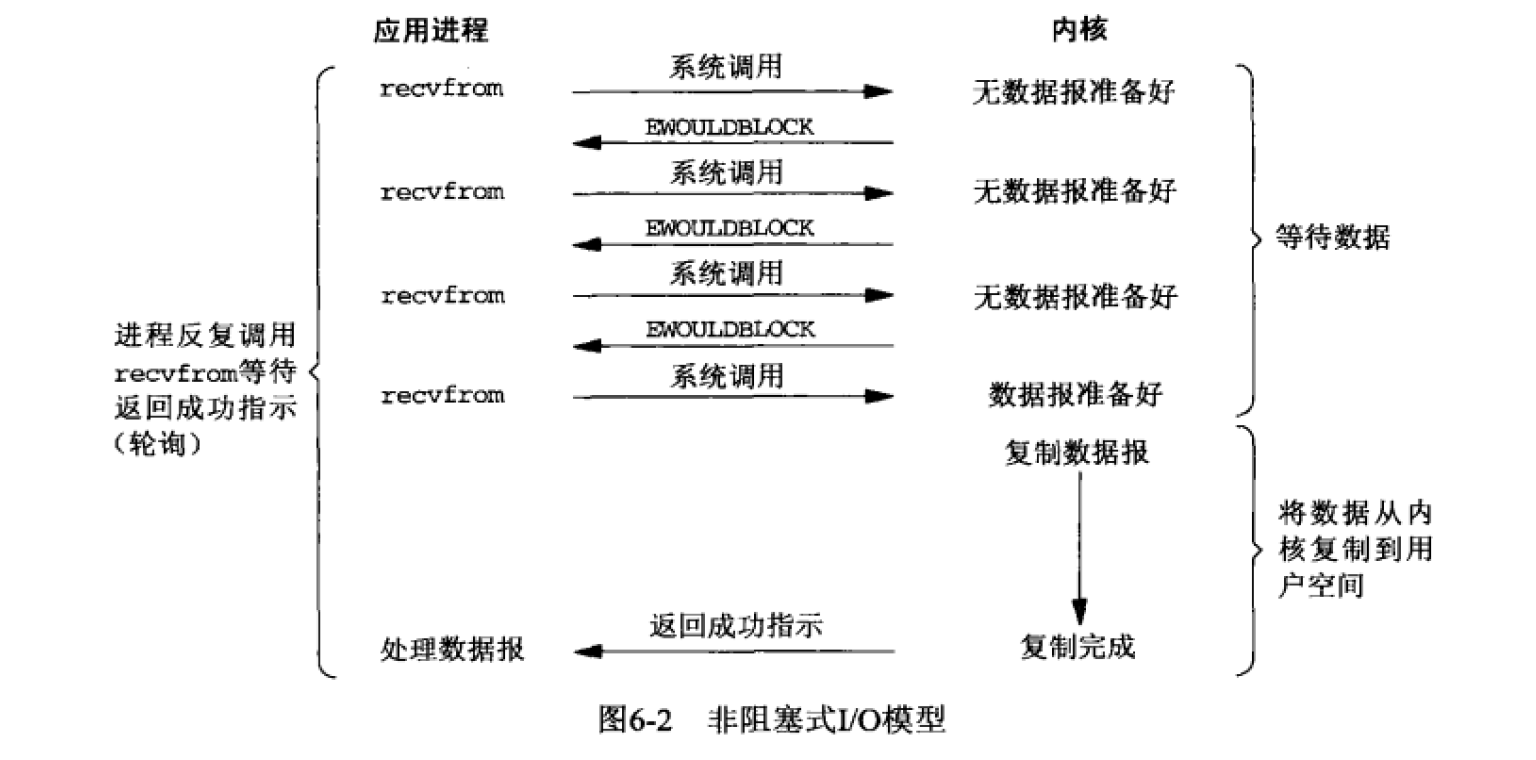 应用进程
内核
recvfrom
系统调用
无数据报准备好
EWOULDBLOCK
recvfrom
系统调用
无数据报准备好
EWOULDBLOCK
recvfrom
系统调用
无数据报准备好
EWOULDBLOCK
recvfrom
系统调用
数据报准备好
等待数据
进程反复调用
recvfrom等待
返回成功指示
（轮询）
复制数据报
将数据从内
核复制到用
户空间
处理数据报
返回成功指示
复制完成
图6-2 非阻塞式I/O模型